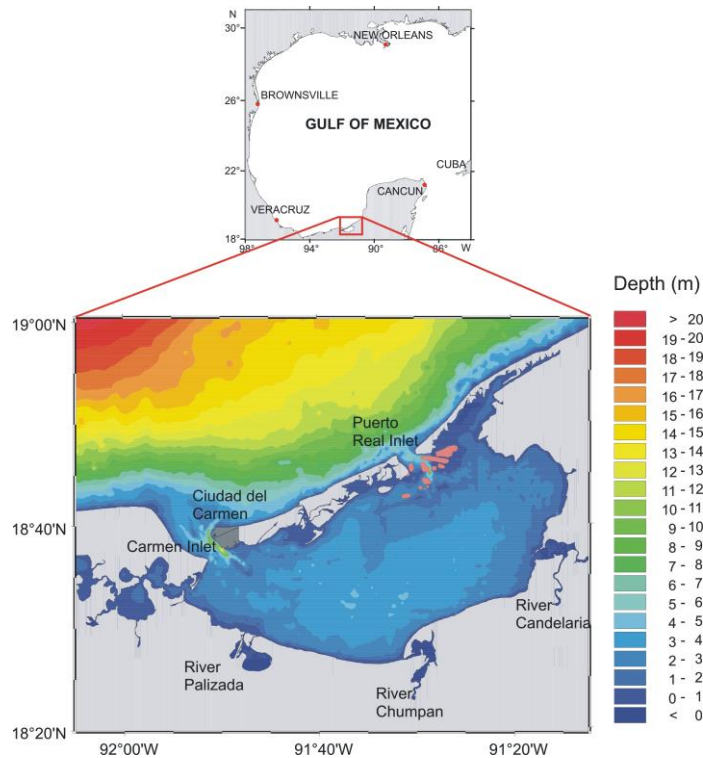 N
30°
26°
22°
18°
98°
94°
90°
86°
W
NEW ORLEANS
BROWNSVILLE
GULF OF MEXICO
CUBA
CANCUN
VERACRUZ
19°00'N
18°40'N
18°20'N
92°00'W
91°40'W
91°20'W
Puerto
Real Inlet
Ciudad del
Carmen
Carmen Inlet
River
Candelaria
River
Palizada
River
Chumpan
Depth (m)
> 20
19 - 20
18 - 19
17 - 18
16 - 17
15 - 16
14 - 15
13 - 14
12 - 13
11 - 12
10 - 11
9 - 10
8 - 9
7 - 8
6 - 7
5 - 6
4 - 5
3 - 4
2 - 3
1 - 2
0 - 1
< 0